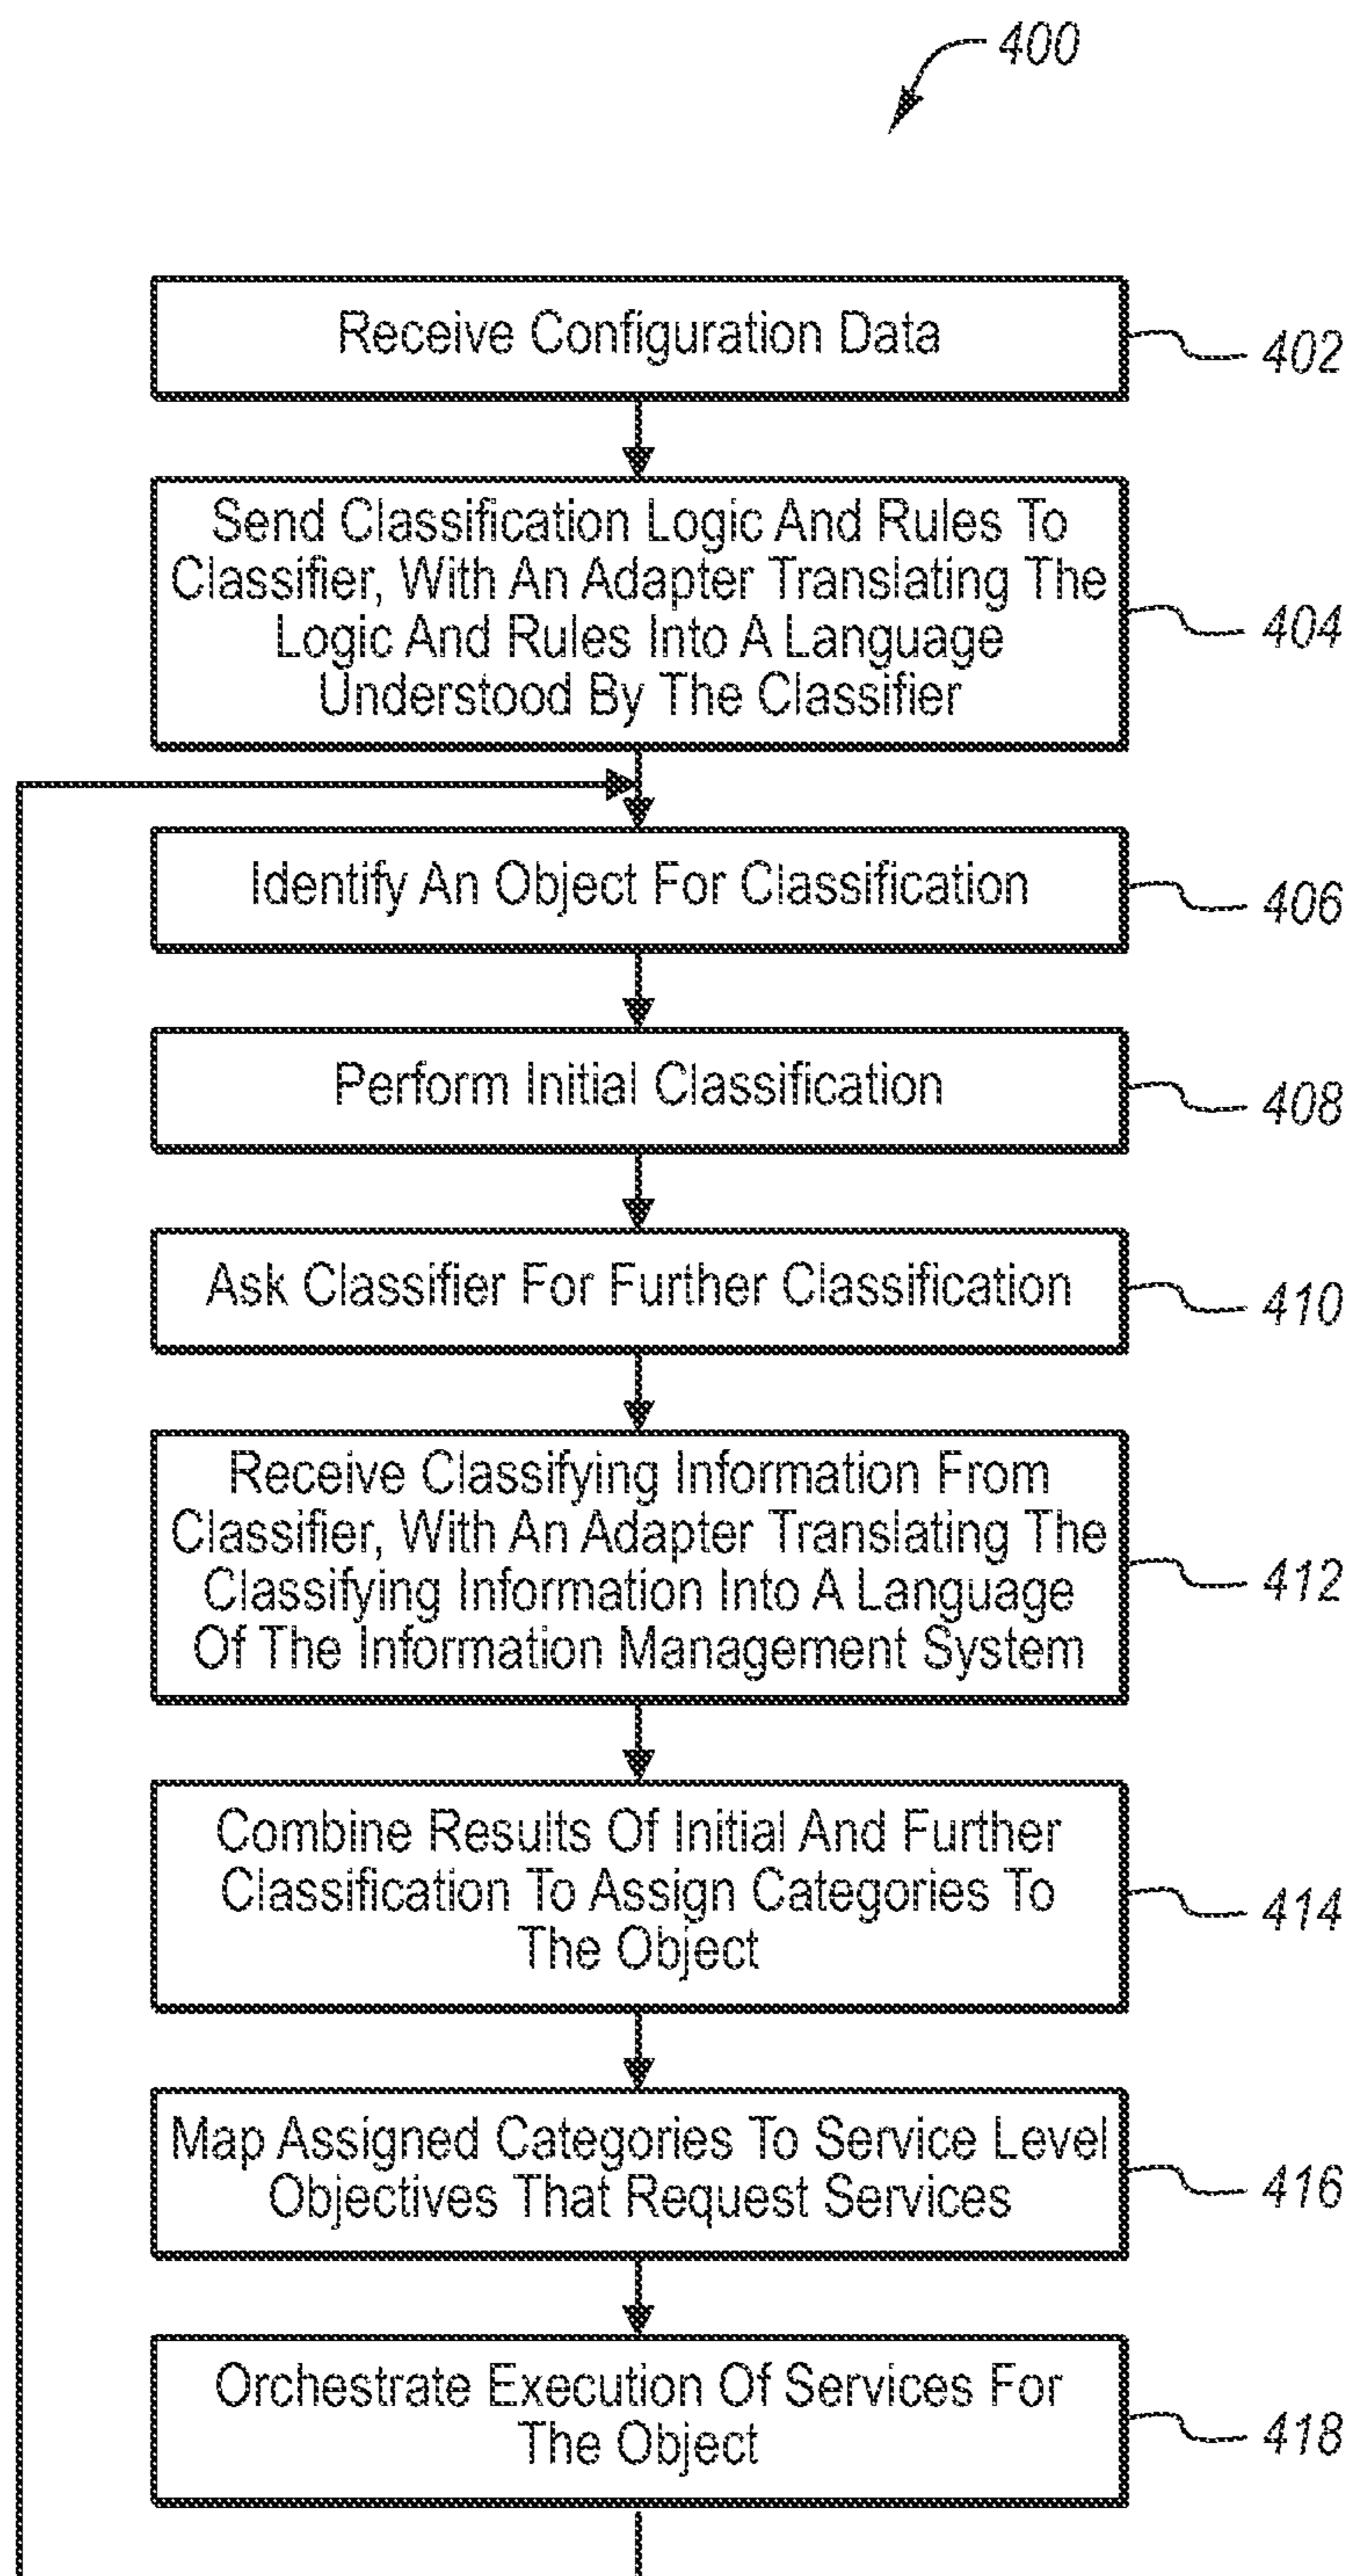 400
Receive Configuration Data
402
Send Classification Logic And Rules To
Classifier, With An Adapter Translating The
Logic And Rules Into A Language
Understood By The Classifier
404
Identify An Object For Classification
406
Perform Initial Classification
408
Ask Classifier For Further Classification
410
Receive Classifying Information From
Classifier, With An Adapter Translating The
Classifying Information Into A Language
Of The Information Management System
412
Combine Results Of Initial And Further
Classification To Assign Categories To
The Object
414
Map Assigned Categories To Service Level
Objectives That Request Services
416
Orchestrate Execution Of Services For
The Object
418